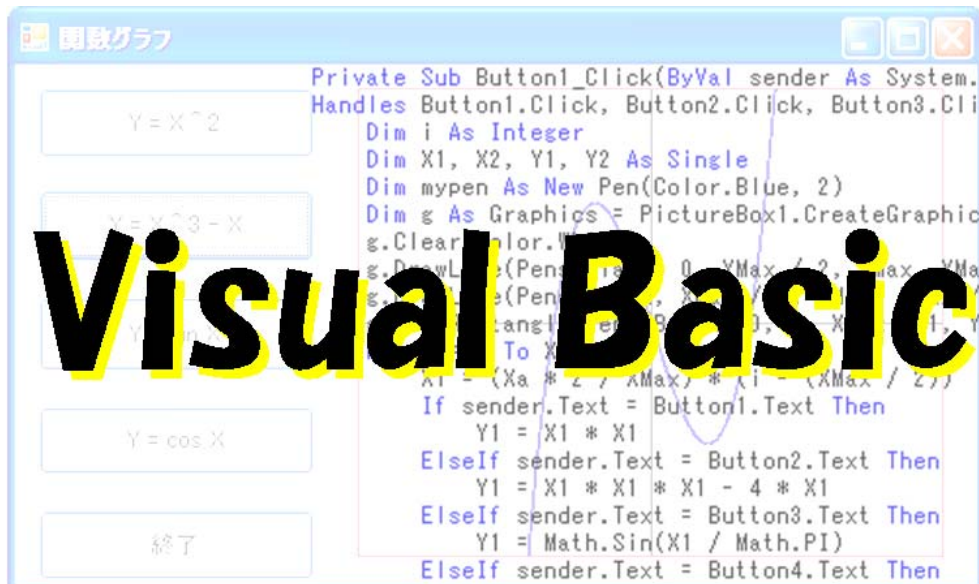 関数グラフ
Private Sub Button1_Click(ByVal sender As System.
Handles Button1.Click, Button2.Click, Button3.Cli
Y = X ^ 2
Dim i As Integer
Dim X1, X2, Y1, Y2 As Single
Dim mypen As New Pen(Color.Blue, 2)
Y = X ^ 3 - X
Dim g As Graphics = PictureBox1.CreateGraphic
Visual Basic
If sender.Text = Button1.Text Then
Y1 = X1 * X1
Y = cos X
ElseIf sender.Text = Button2.Text Then
Y1 = X1 * X1 * X1 - 4 * X1
ElseIf sender.Text = Button3.Text Then
終了
Y1 = Math.Sin(X1 / Math.PI)
ElseIf sender.Text = Button4.Text Then